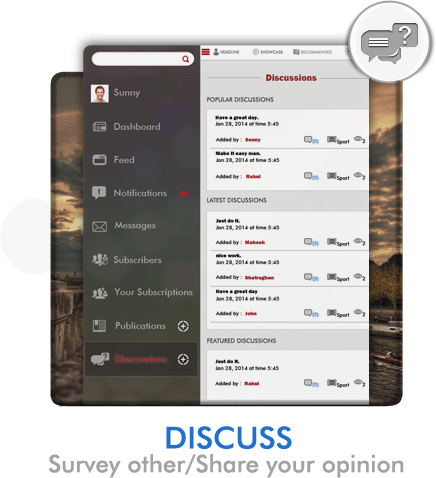 HEADLINE
SHOWCASE
RECOMMENDED
Sunny
Dashboard
Feed
Notifications
Messages
Subscribers
Your Subscriptions
Publications
Discussions
Discussions
POPULAR DISCUSSIONS
Have a great day.
Jan 28, 2014 at time 5:45
Added by : Sunny (5) Sport 2
Make it easy man.
Jan 28, 2014 at time 5:45
Added by : Rahul (5) Sport 2
LATEST DISCUSSIONS
Just do it.
Jan 28, 2014 at time 5:45
Added by : Mahesh (5) Sport 2
nice work.
Jan 28, 2014 at time 5:45
Added by : Shatrughan (5) Sport 2
Have a great day
Jan 28, 2014 at time 5:45
Added by : John (5) Sport 2
FEATURED DISCUSSIONS
Just do it.
Jan 28, 2014 at time 5:45
Added by : Rahul (5) Sport 2
DISCUSS
Survey other/Share your opinion